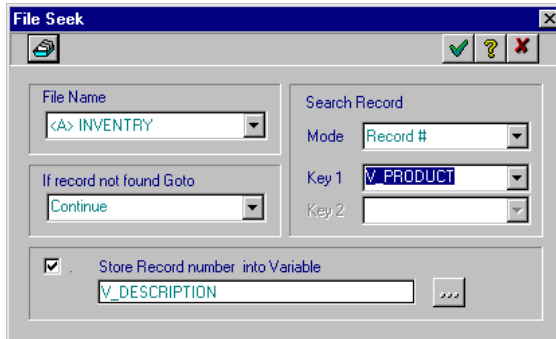 File Seek
File Name
<A> INVENTRY
If record not found Goto
Continue
Search Record
Mode Record #
Key 1 V_PRODUCT
Key 2
. Store Record number into Variable
V_DESCRIPTION
...